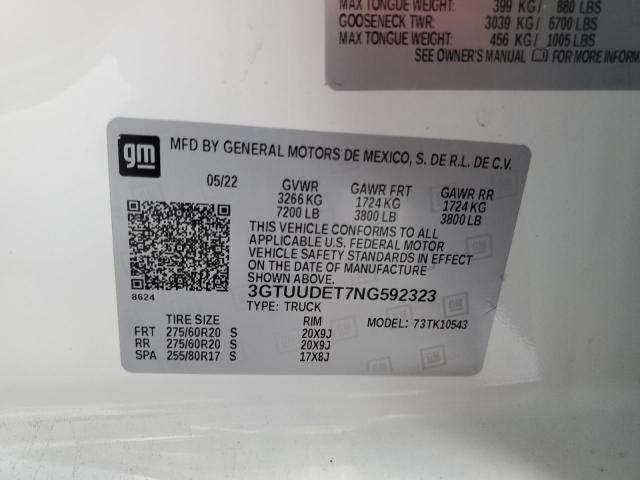 MAX TONGUE WEIGHT: 399 KG/ 880 LBS
GOOSENECK TWR: 3039 KG/ 6700 LBS
MAX TONGUE WEIGHT: 456 KG/ 1005 LBS
SEE OWNER'S MANUAL FOR MORE INFORM
gm MFD BY GENERAL MOTORS DE MEXICO, S. DE R.L. DE C.V.
05/22 GVWR GAWR FRT GAWR RR
3266 KG 1724 KG 1724 KG
7200 LB 3800 LB 3800 LB
THIS VEHICLE CONFORMS TO ALL
APPLICABLE U.S. FEDERAL MOTOR
VEHICLE SAFETY STANDARDS IN EFFECT
ON THE DATE OF MANUFACTURE
SHOWN ABOVE.
8624 3GTUUDET7NG592323
TYPE: TRUCK
TIRE SIZE RIM MODEL: 73TK10543
FRT 275/60R20 S 20X9J
RR 275/60R20 S 20X9J
SPA 255/80R17 S 17X8J